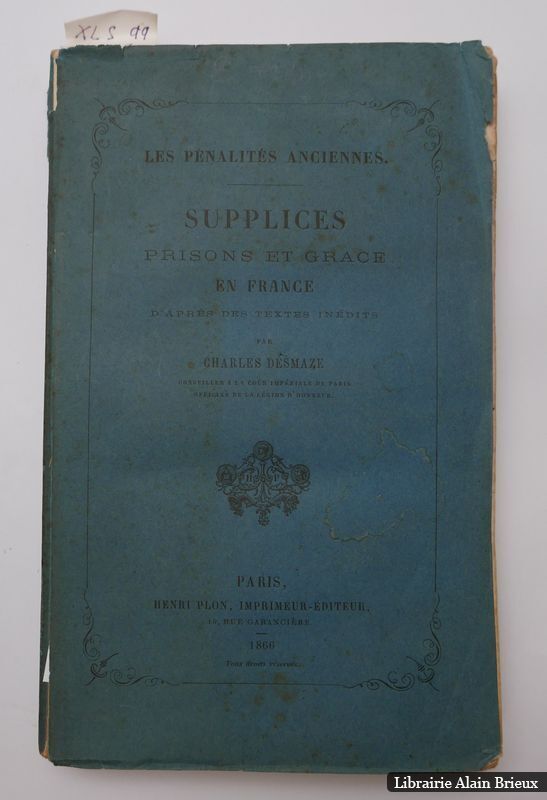 XLS 99
LES PÉNALITÉS ANCIENNES.
SUPPLICES
PRISONS ET GRACE
EN FRANCE
D'APRÈS DES TEXTES INÉDITS
PAR
CHARLES DESMAZE
CONSEILLER A LA COUR IMPÉRIALE DE PARIS
OFFICIER DE LA LÉGION D'HONNEUR.
PARIS,
HENRI PLON, IMPRIMEUR-ÉDITEUR,
10, RUE GARANCIÈRE
1866
Tous droits réservés.
Librairie Alain Brieux